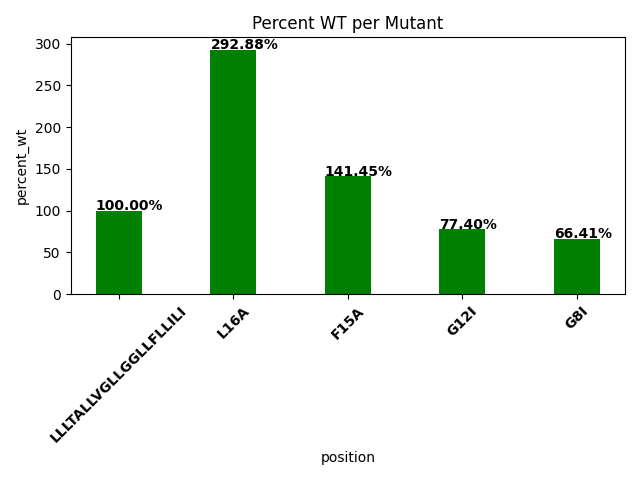 Percent WT per Mutant
percent_wt
300
250
200
150
100
50
0
100.00%
292.88%
141.45%
77.40%
66.41%
LLLTALLVGLLGGLLFLLILI
L16A
F15A
G12I
G8I
position